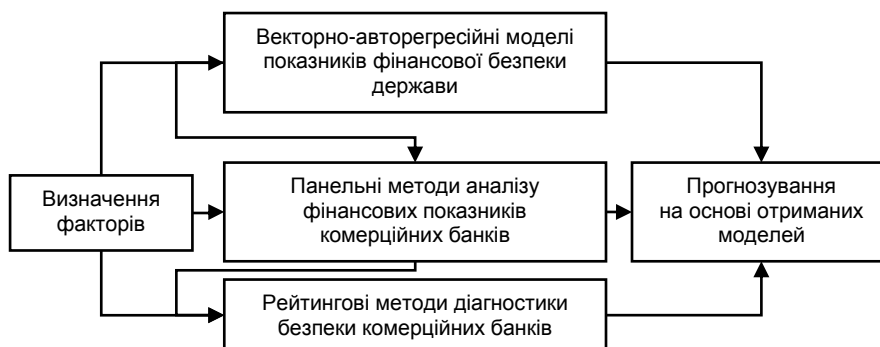 Векторно-авторегресійні моделі
показників фінансової безпеки
держави
Визначення
факторів
Панельні методи аналізу
фінансових показників
комерційних банків
Прогнозування
на основі отриманих
моделей
Рейтингові методи діагностики
безпеки комерційних банків